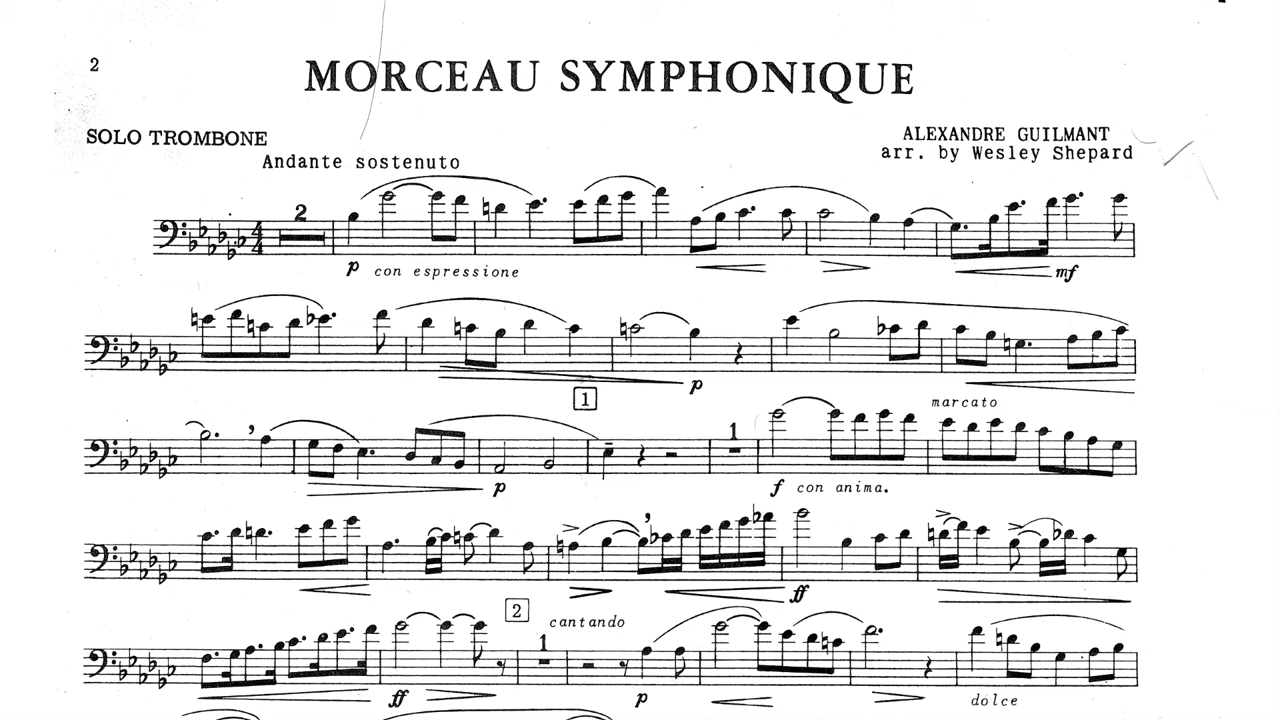 2
MORCEAU SYMPHONIQUE
SOLO TROMBONE
ALEXANDRE GUILMANT
arr. by Wesley Shepard
Andante sostenuto
2
p con espressione
mf
p
1
marcato
1
p
f con anima.
ff
2
cantando
1
ff
p
dolce